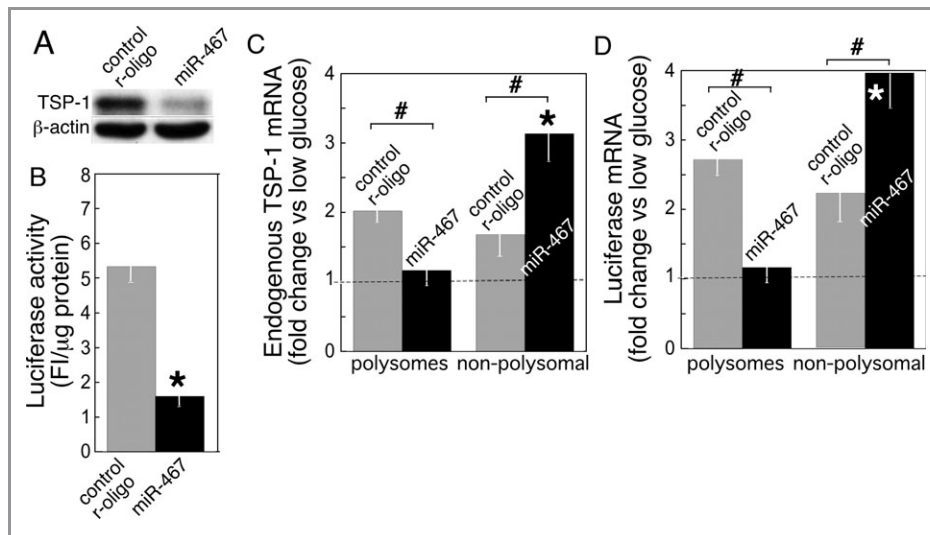 A
control
r-oligo
miR-467
TSP-1
β-actin
B
Luciferase activity
(FI/μg protein)
7
6
5
4
3
2
1
0
*
control
r-oligo
miR-467
C
Endogenous TSP-1 mRNA
(fold change vs low glucose)
4
3
2
1
0
#
#
*
control
r-oligo
miR-467
control
r-oligo
miR-467
polysomes
non-polysomal
D
Luciferase mRNA
(fold change vs low glucose)
4
3
2
1
0
#
#
*
control
r-oligo
miR-467
control
r-oligo
miR-467
polysomes
non-polysomal